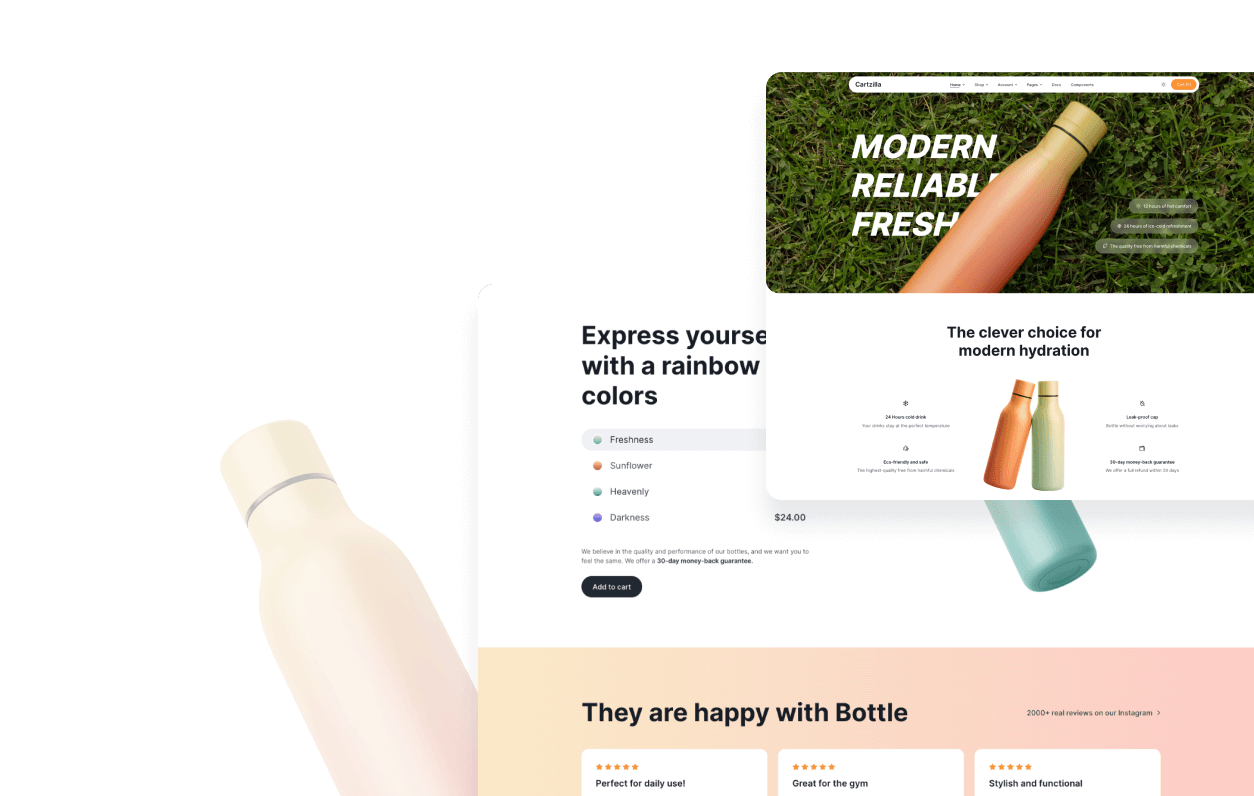 Cartzilla
Home
Shop
Account
Pages
Docs
Components
MODERN
RELIABL
FRESH
12 hours of hot comfort
24 hours of ice-cold refreshment
The quality free from harmful chemicals
The clever choice for
modern hydration
24 Hours cold drink
Your drinks stay at the perfect temperature
Eco-friendly and safe
The highest-quality free from harmful chemicals
Leak-proof cap
Bottle without worrying about leaks
30-day money-back guarantee
We offer a full refund within 30 days
Express yourse
with a rainbow
colors
Freshness
Sunflower
Heavenly
Darkness
$24.00
We believe in the quality and performance of our bottles, and we want you to
feel the same. We offer a 30-day money-back guarantee.
Add to cart
They are happy with Bottle
2000+ real reviews on our Instagram
Perfect for daily use!
Great for the gym
Stylish and functional